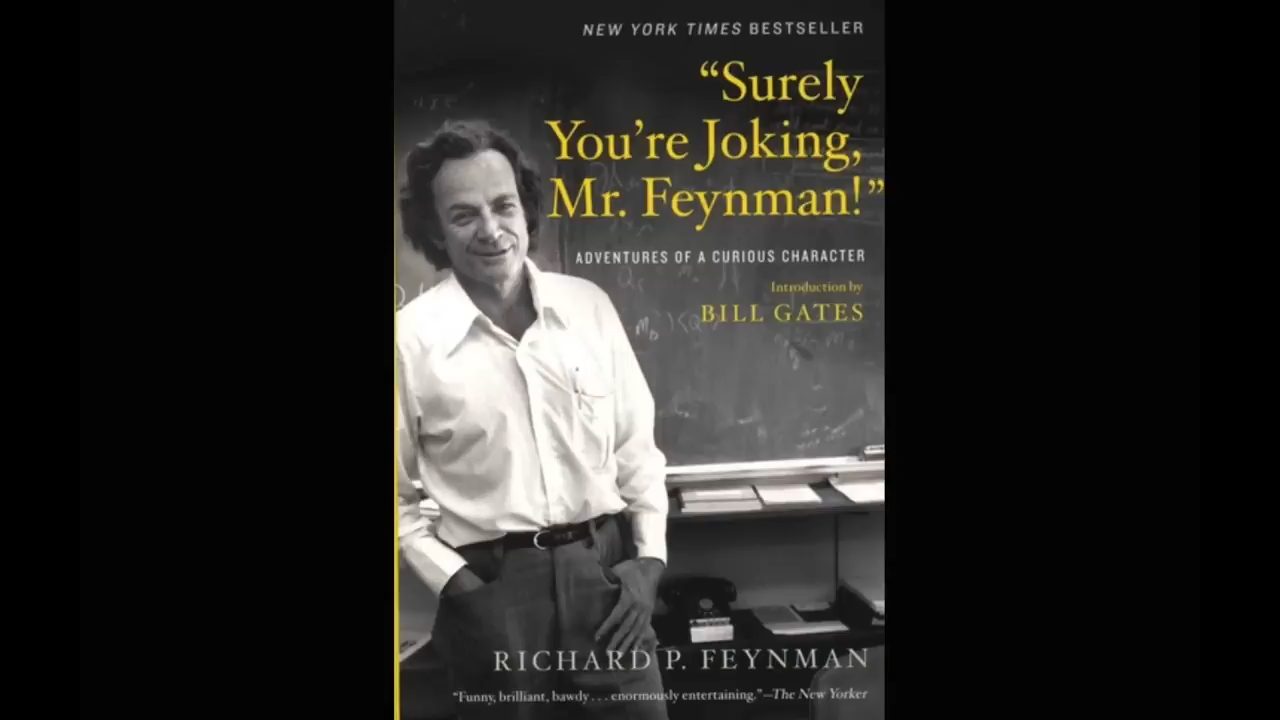 NEW YORK TIMES BESTSELLER
“Surely
You’re Joking,
Mr. Feynman!”
ADVENTURES OF A CURIOUS CHARACTER
Introduction by
BILL GATES
RICHARD P. FEYNMAN
“Funny, brilliant, bawdy . . . enormously entertaining.”—The New Yorker